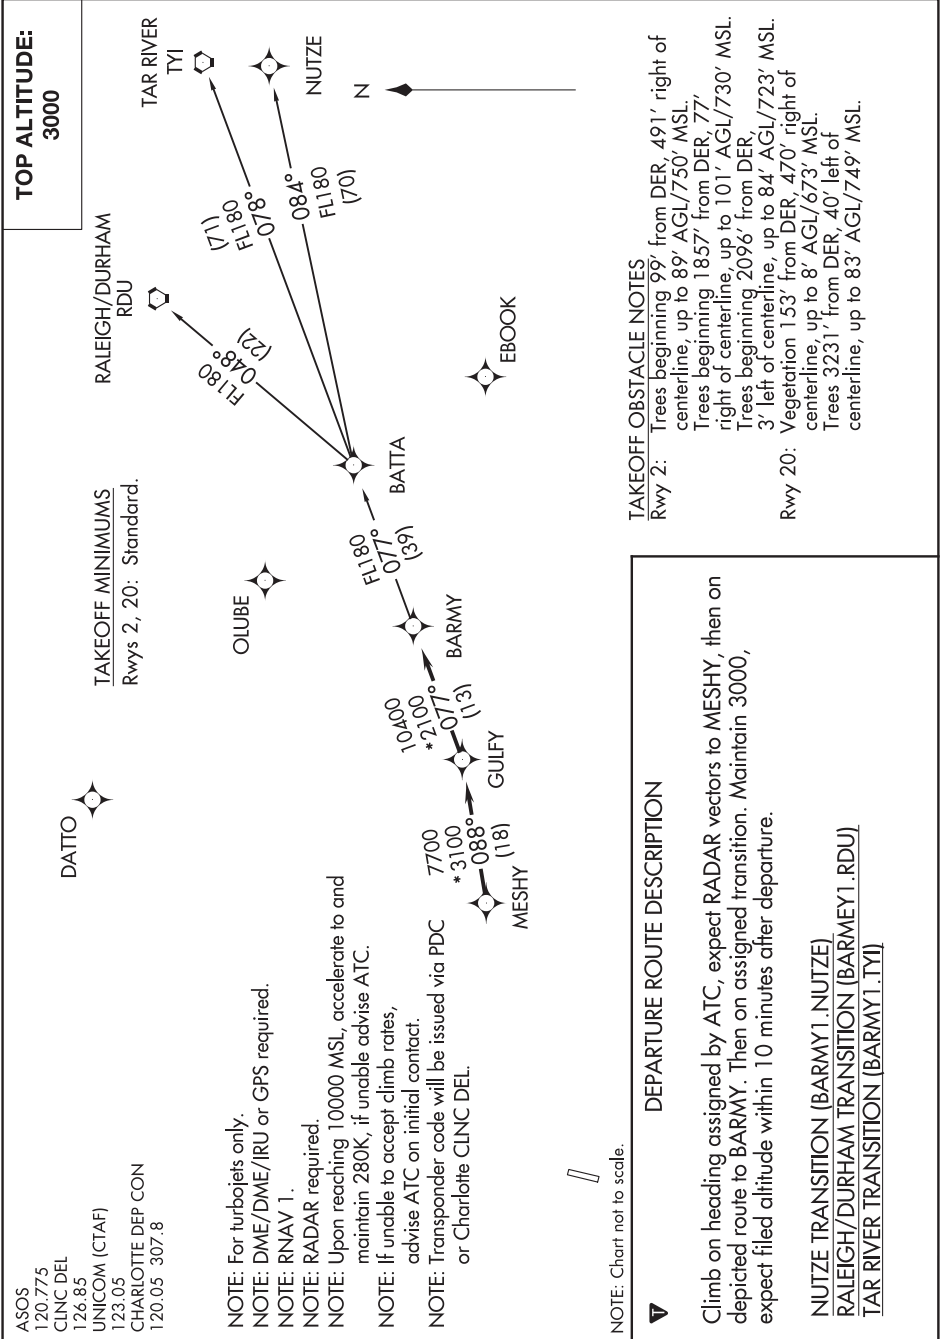 ASOS
120.775
CLNC DEL
126.85
UNICOM (CTAF)
123.05
CHARLOTTE DEP CON
120.05 307.8
TOP ALTITUDE:
3000
TAKEOFF MINIMUMS
Rwys 2, 20: Standard.
RALEIGH/DURHAM
RDU
TAR RIVER
TYI
NUTZE
N
DATTO
OLUBE
FL180
048°
(22)
(71)
FL180
078°
084°
FL180
(70)
BATTA
EBOOK
FL180
077°
(39)
BARMY
10400
*2100
077°
(13)
GULFY
7700
*3100
088°
(18)
MESHY
NOTE: For turbojets only.
NOTE: DME/DME/IRU or GPS required.
NOTE: RNAV 1.
NOTE: RADAR required.
NOTE: Upon reaching 10000 MSL, accelerate to and
maintain 280K, if unable advise ATC.
NOTE: If unable to accept climb rates,
advise ATC on initial contact.
NOTE: Transponder code will be issued via PDC
or Charlotte CLNC DEL.
NOTE: Chart not to scale.
TAKEOFF OBSTACLE NOTES
Rwy 2: Trees beginning 99' from DER, 491' right of
centerline, up to 89' AGL/750' MSL.
Trees beginning 1857' from DER, 77'
right of centerline, up to 101' AGL/730' MSL.
Trees beginning 2096' from DER,
3' left of centerline, up to 84' AGL/723' MSL.
Rwy 20: Vegetation 153' from DER, 470' right of
centerline, up to 8' AGL/673' MSL.
Trees 3231' from DER, 40' left of
centerline, up to 83' AGL/749' MSL.
T
DEPARTURE ROUTE DESCRIPTION
Climb on heading assigned by ATC, expect RADAR vectors to MESHY, then on
depicted route to BARMY. Then on assigned transition. Maintain 3000,
expect filed altitude within 10 minutes after departure.
NUTZE TRANSITION (BARMY1.NUTZE)
RALEIGH/DURHAM TRANSITION (BARMEY1.RDU)
TAR RIVER TRANSITION (BARMY1.TYI)